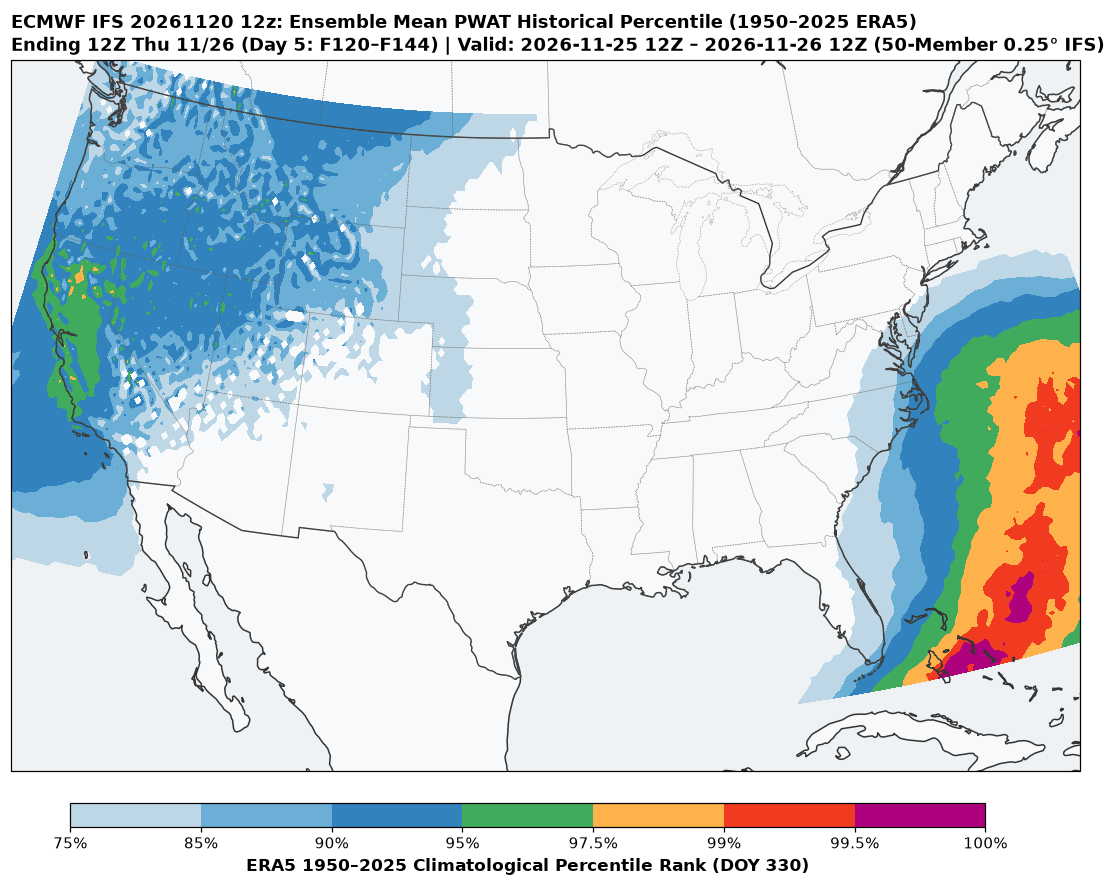 ECMWF IFS 20261120 12z: Ensemble Mean PWAT Historical Percentile (1950–2025 ERA5)
Ending 12Z Thu 11/26 (Day 5: F120–F144) | Valid: 2026-11-25 12Z – 2026-11-26 12Z (50-Member 0.25° IFS)
75% 85% 90% 95% 97.5% 99% 99.5% 100%
ERA5 1950–2025 Climatological Percentile Rank (DOY 330)